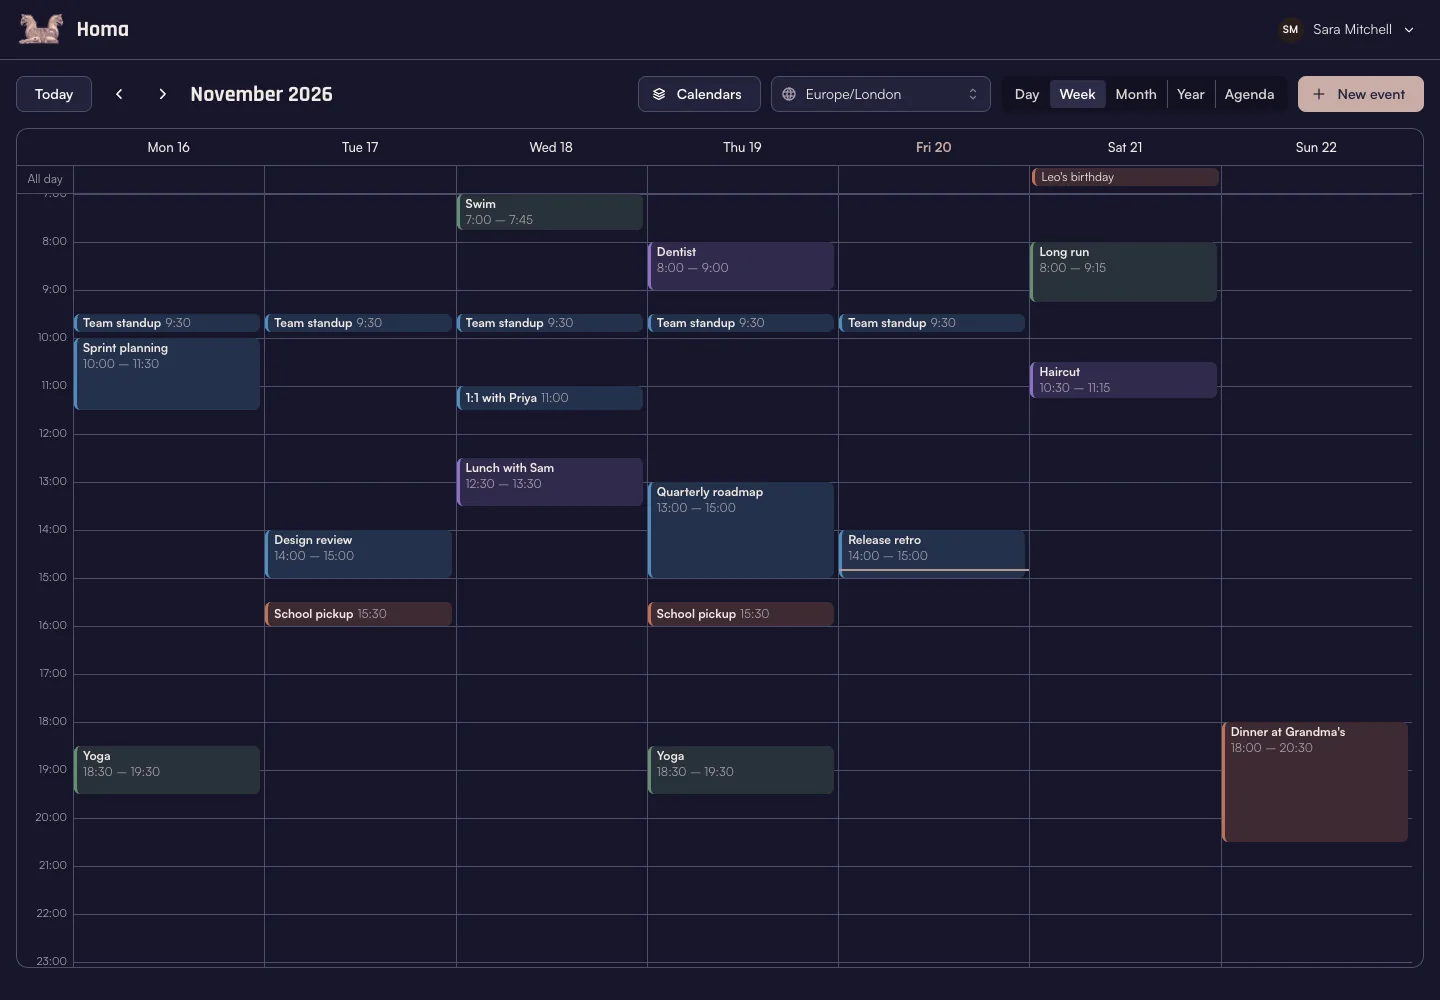 Homa
SM Sara Mitchell
Today
November 2026
Calendars
Europe/London
Day Week Month Year Agenda
New event
Mon 16 Tue 17 Wed 18 Thu 19 Fri 20 Sat 21 Sun 22
All day
Leo's birthday
7:00
Swim
7:00 – 7:45
8:00
Dentist
8:00 – 9:00
Long run
8:00 – 9:15
9:00
Team standup 9:30
Team standup 9:30
Team standup 9:30
Team standup 9:30
Team standup 9:30
10:00
Sprint planning
10:00 – 11:30
Haircut
10:30 – 11:15
11:00
1:1 with Priya 11:00
12:00
Lunch with Sam
12:30 – 13:30
13:00
Quarterly roadmap
13:00 – 15:00
14:00
Design review
14:00 – 15:00
Release retro
14:00 – 15:00
15:00
School pickup 15:30
School pickup 15:30
16:00
17:00
18:00
Dinner at Grandma's
18:00 – 20:30
Yoga
18:30 – 19:30
Yoga
18:30 – 19:30
19:00
20:00
21:00
22:00
23:00